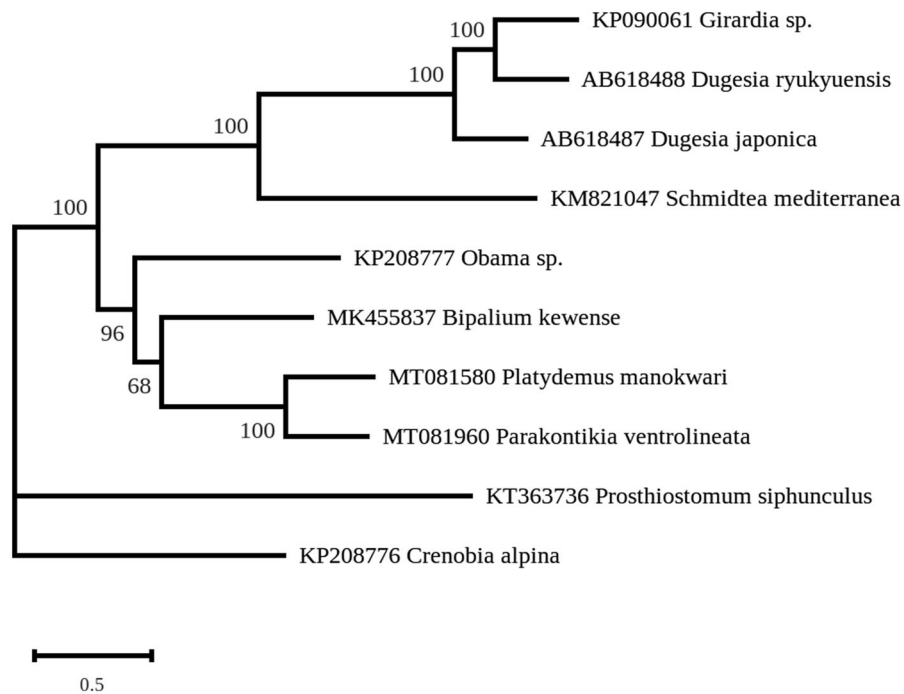 100
KP090061 Girardia sp.
100
AB618488 Dugesia ryukyuensis
100
AB618487 Dugesia japonica
100
KM821047 Schmidtea mediterranea
KP208777 Obama sp.
96
MK455837 Bipalium kewense
68
MT081580 Platydemus manokwari
100
MT081960 Parakontikia ventrolineata
KT363736 Prosthiostomum siphunculus
KP208776 Crenobia alpina
0.5